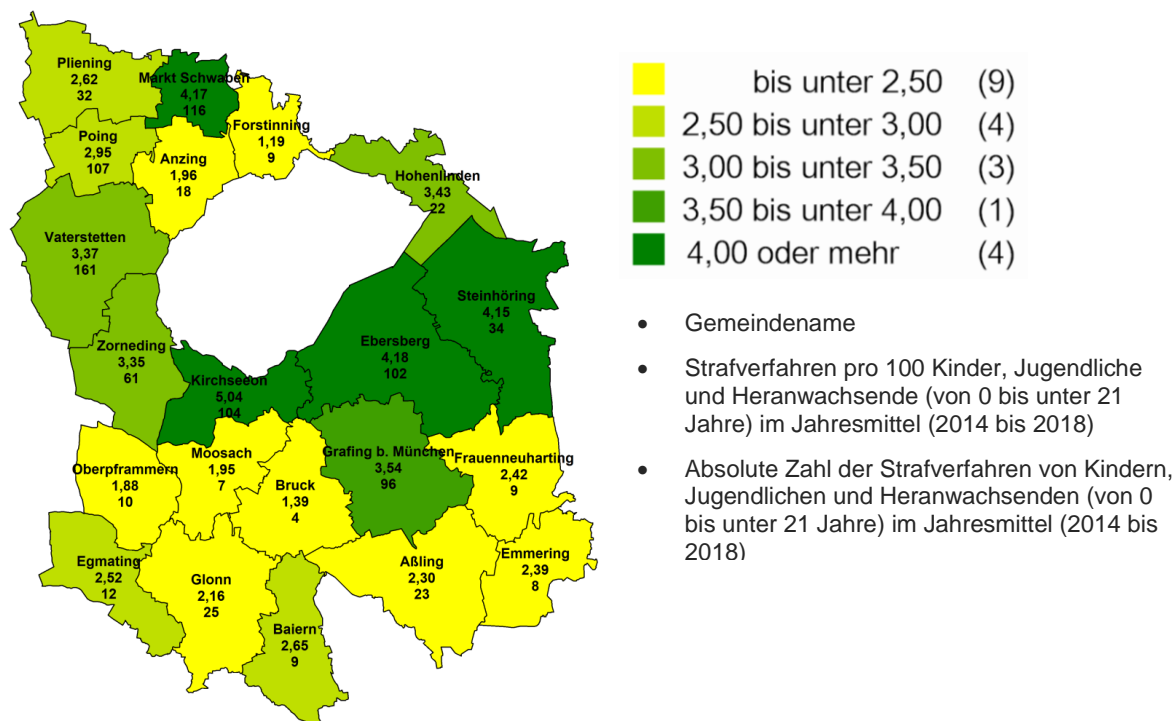 Pliening
2,62
32
Markt Schwaben
4,17
116
Forstinning
1,19
9
Poing
2,95
107
Anzing
1,96
18
Hohenlinden
3,43
22
Vaterstetten
3,37
161
Steinhöring
4,15
34
Ebersberg
4,18
102
Zorneding
3,35
61
Kirchseeon
5,04
104
Moosach
1,95
7
Grafing b. München
3,54
96
Frauenneuharting
2,42
9
Oberpframmern
1,88
10
Bruck
1,39
4
Egmating
2,52
12
Glonn
2,16
25
Aßling
2,30
23
Emmering
2,39
8
Baiern
2,65
9
bis unter 2,50 (9)
2,50 bis unter 3,00 (4)
3,00 bis unter 3,50 (3)
3,50 bis unter 4,00 (1)
4,00 oder mehr (4)
• Gemeindename
• Strafverfahren pro 100 Kinder, Jugendliche
und Heranwachsende (von 0 bis unter 21
Jahre) im Jahresmittel (2014 bis 2018)
• Absolute Zahl der Strafverfahren von Kindern,
Jugendlichen und Heranwachsenden (von 0
bis unter 21 Jahre) im Jahresmittel (2014 bis
2018)